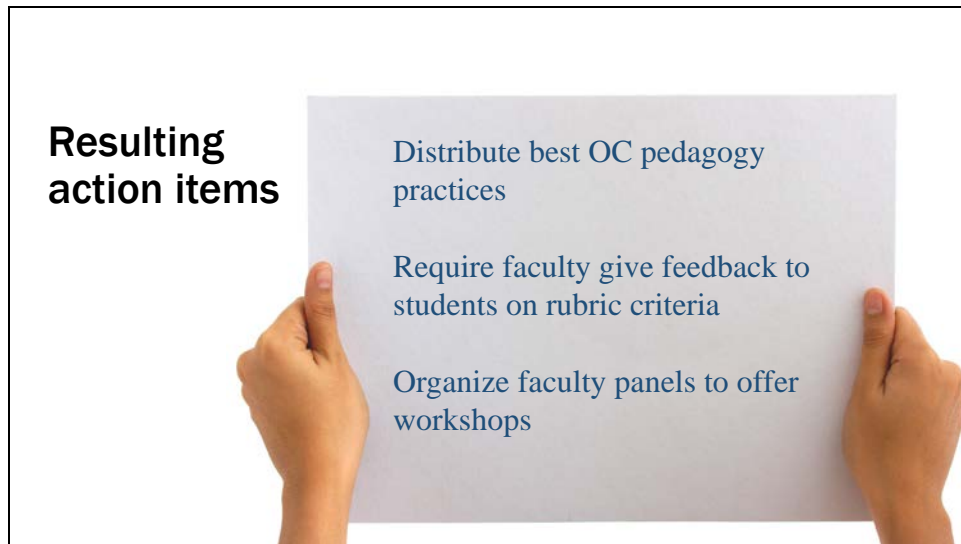 Resulting
action items
Distribute best OC pedagogy
practices
Require faculty give feedback to
students on rubric criteria
Organize faculty panels to offer
workshops